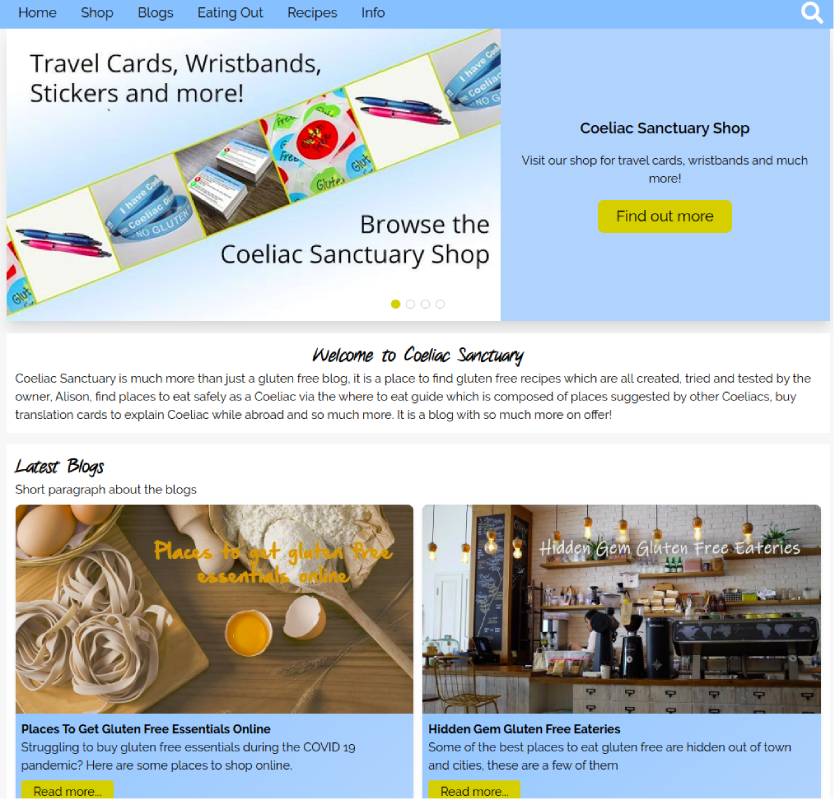 Home Shop Blogs Eating Out Recipes Info
Travel Cards, Wristbands,
Stickers and more!
Browse the
Coeliac Sanctuary Shop
Coeliac Sanctuary Shop
Visit our shop for travel cards, wristbands and much
more!
Find out more
Welcome to Coeliac Sanctuary
Coeliac Sanctuary is much more than just a gluten free blog, it is a place to find gluten free recipes which are all created, tried and tested by the
owner, Alison, find places to eat safely as a Coeliac via the where to eat guide which is composed of places suggested by other Coeliacs, buy
translation cards to explain Coeliac while abroad and so much more. It is a blog with so much more on offer!
Latest Blogs
Short paragraph about the blogs
Places to get gluten free
essentials online
Hidden Gem Gluten Free Eateries
Places To Get Gluten Free Essentials Online
Struggling to buy gluten free essentials during the COVID 19
pandemic? Here are some places to shop online.
Read more...
Hidden Gem Gluten Free Eateries
Some of the best places to eat gluten free are hidden out of town
and cities, these are a few of them
Read more...